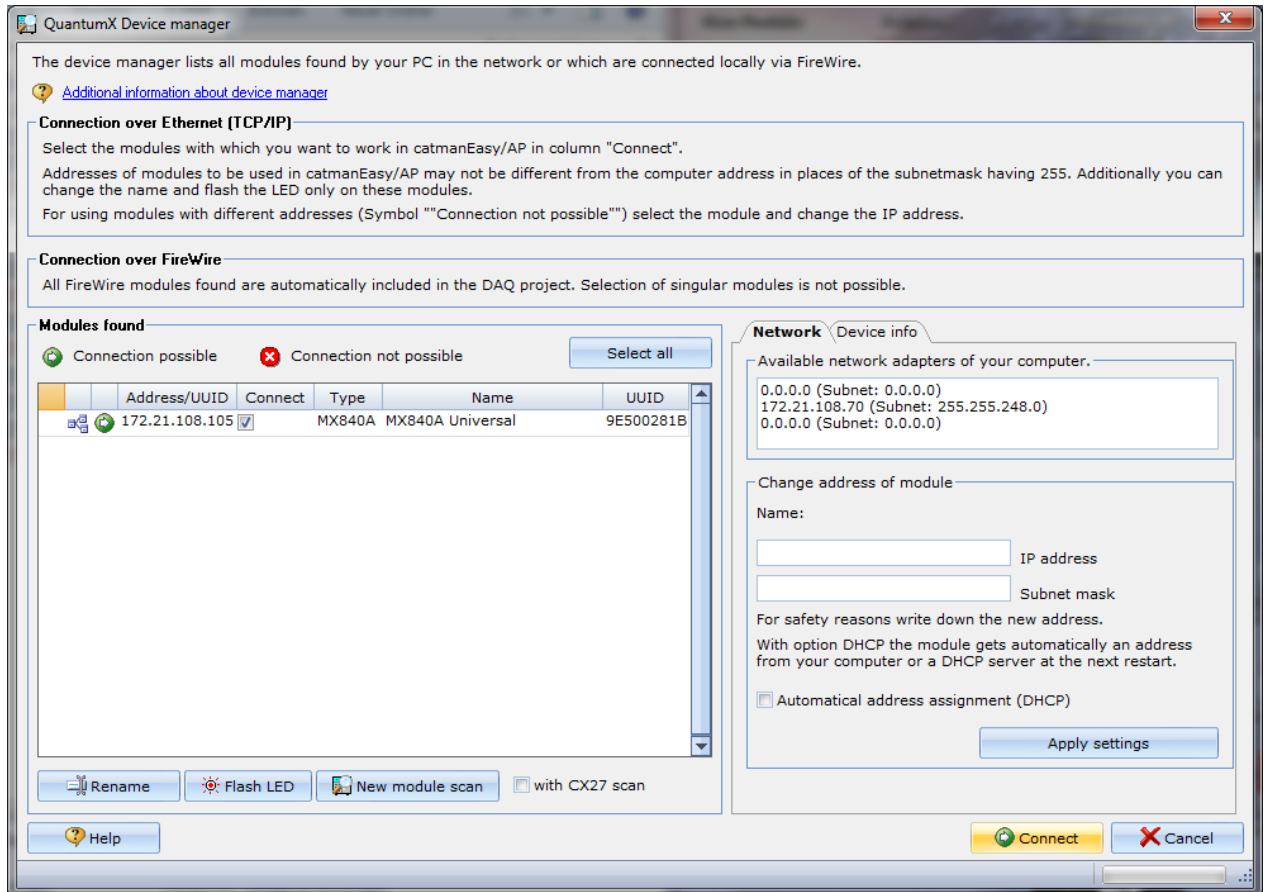 QuantumX Device manager
The device manager lists all modules found by your PC in the network or which are connected locally via FireWire.
Additional information about device manager
Connection over Ethernet (TCP/IP)
Select the modules with which you want to work in catmanEasy/AP in column "Connect".
Addresses of modules to be used in catmanEasy/AP may not be different from the computer address in places of the subnetmask having 255. Additionally you can
change the name and flash the LED only on these modules.
For using modules with different addresses (Symbol ""Connection not possible"") select the module and change the IP address.
Connection over FireWire
All FireWire modules found are automatically included in the DAQ project. Selection of singular modules is not possible.
Modules found
Connection possible Connection not possible Select all
Address/UUID Connect Type Name UUID
172.21.108.105 MX840A MX840A Universal 9E500281B
Rename Flash LED New module scan with CX27 scan
Network Device info
Available network adapters of your computer.
0.0.0.0 (Subnet: 0.0.0.0)
172.21.108.70 (Subnet: 255.255.248.0)
0.0.0.0 (Subnet: 0.0.0.0)
Change address of module
Name:
IP address
Subnet mask
For safety reasons write down the new address.
With option DHCP the module gets automatically an address
from your computer or a DHCP server at the next restart.
Automatical address assignment (DHCP)
Apply settings
Help Connect Cancel